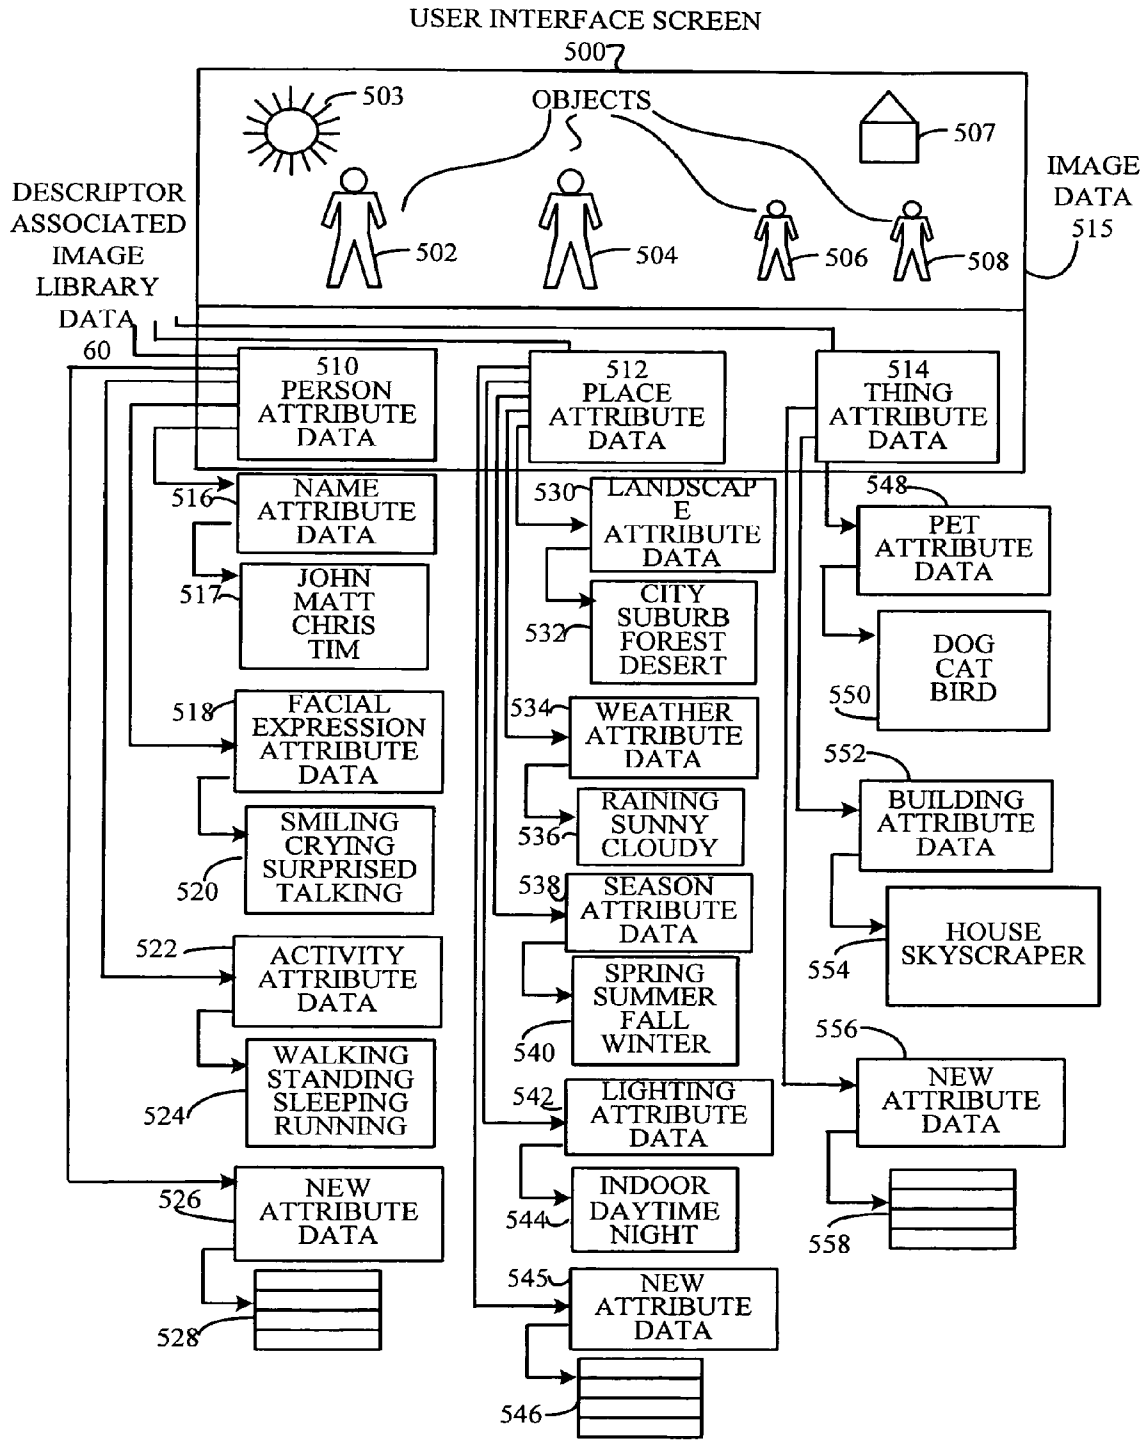 USER INTERFACE SCREEN
500
503
OBJECTS
507
IMAGE
DATA
515
DESCRIPTOR
ASSOCIATED
IMAGE
LIBRARY
DATA
60
502
504
506
508
510
PERSON
ATTRIBUTE
DATA
512
PLACE
ATTRIBUTE
DATA
514
THING
ATTRIBUTE
DATA
516
NAME
ATTRIBUTE
DATA
517
JOHN
MATT
CHRIS
TIM
518
FACIAL
EXPRESSION
ATTRIBUTE
DATA
520
SMILING
CRYING
SURPRISED
TALKING
522
ACTIVITY
ATTRIBUTE
DATA
524
WALKING
STANDING
SLEEPING
RUNNING
526
NEW
ATTRIBUTE
DATA
528
530
LANDSCAP
E
ATTRIBUTE
DATA
532
CITY
SUBURB
FOREST
DESERT
534
WEATHER
ATTRIBUTE
DATA
536
RAINING
SUNNY
CLOUDY
538
SEASON
ATTRIBUTE
DATA
540
SPRING
SUMMER
FALL
WINTER
542
LIGHTING
ATTRIBUTE
DATA
544
INDOOR
DAYTIME
NIGHT
545
NEW
ATTRIBUTE
DATA
546
548
PET
ATTRIBUTE
DATA
550
DOG
CAT
BIRD
552
BUILDING
ATTRIBUTE
DATA
554
HOUSE
SKYSCRAPER
556
NEW
ATTRIBUTE
DATA
558